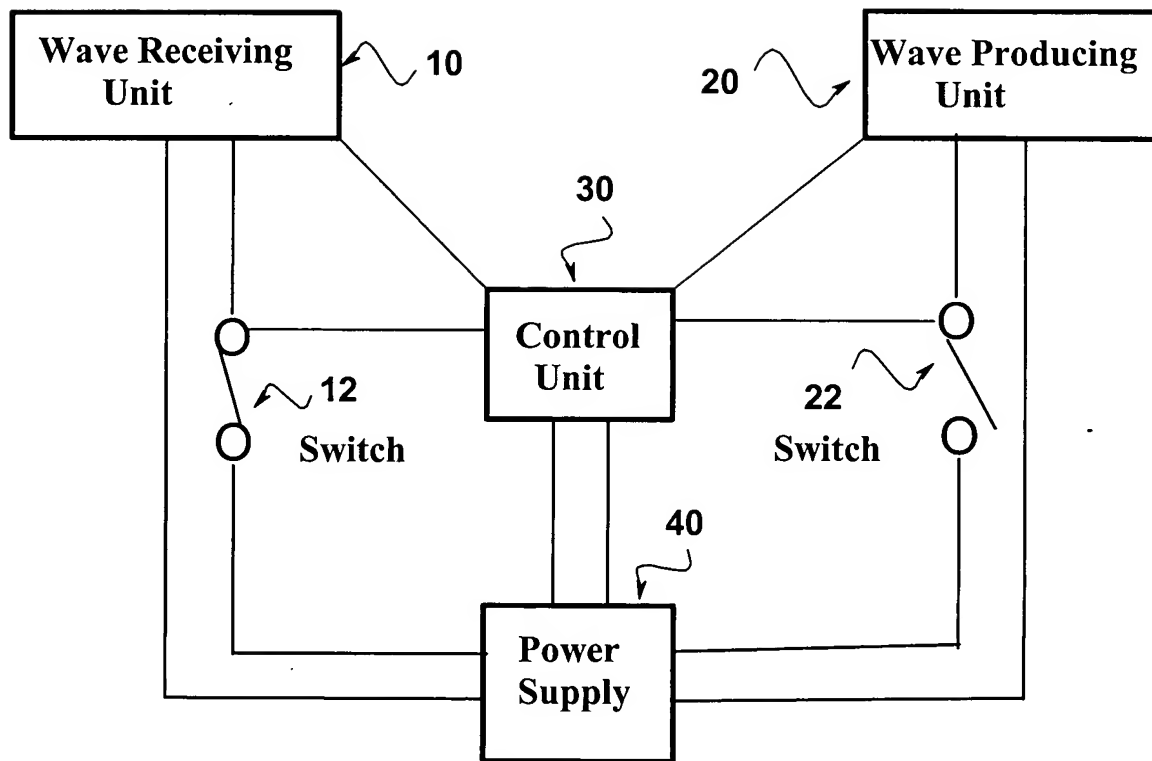 Wave Receiving
Unit
10
20
Wave Producing
Unit
30
Control
Unit
12
Switch
22
Switch
40
Power
Supply